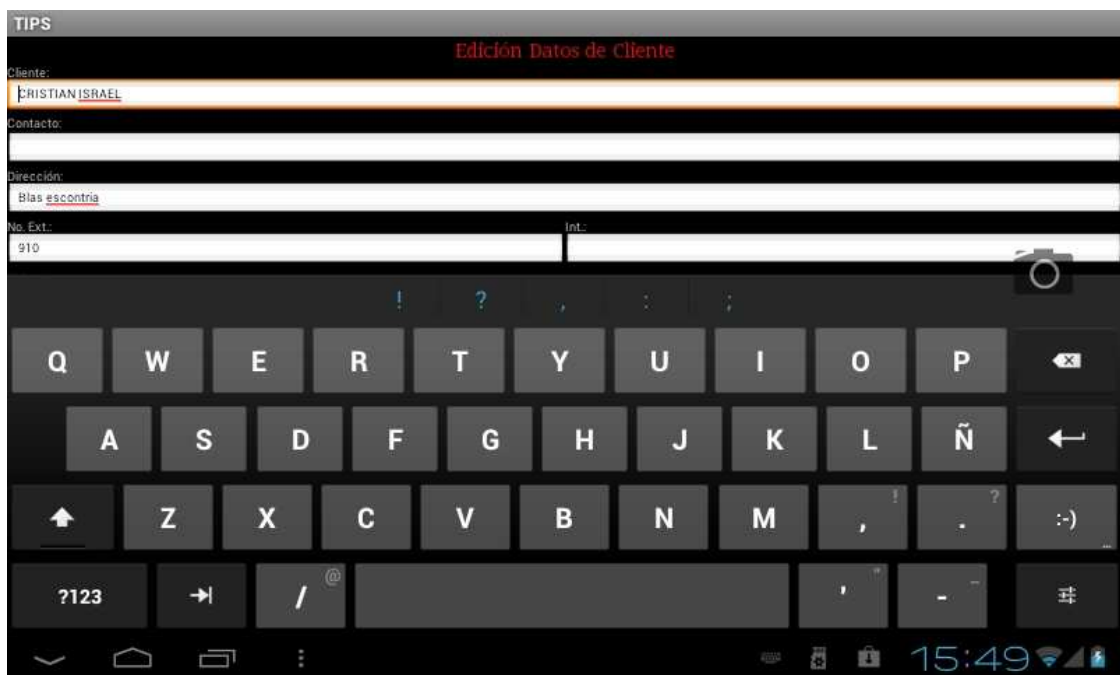 TIPS
Edición Datos de Cliente
Cliente:
CRISTIAN ISRAEL
Contacto:
Dirección:
Blas escontria
No. Ext.: Int.:
910
! ? , : ;
Q W E R T Y U I O P
A S D F G H J K L Ñ
Z X C V B N M , ! . ? :-) ...
?123 / @ ' " - _
15:49